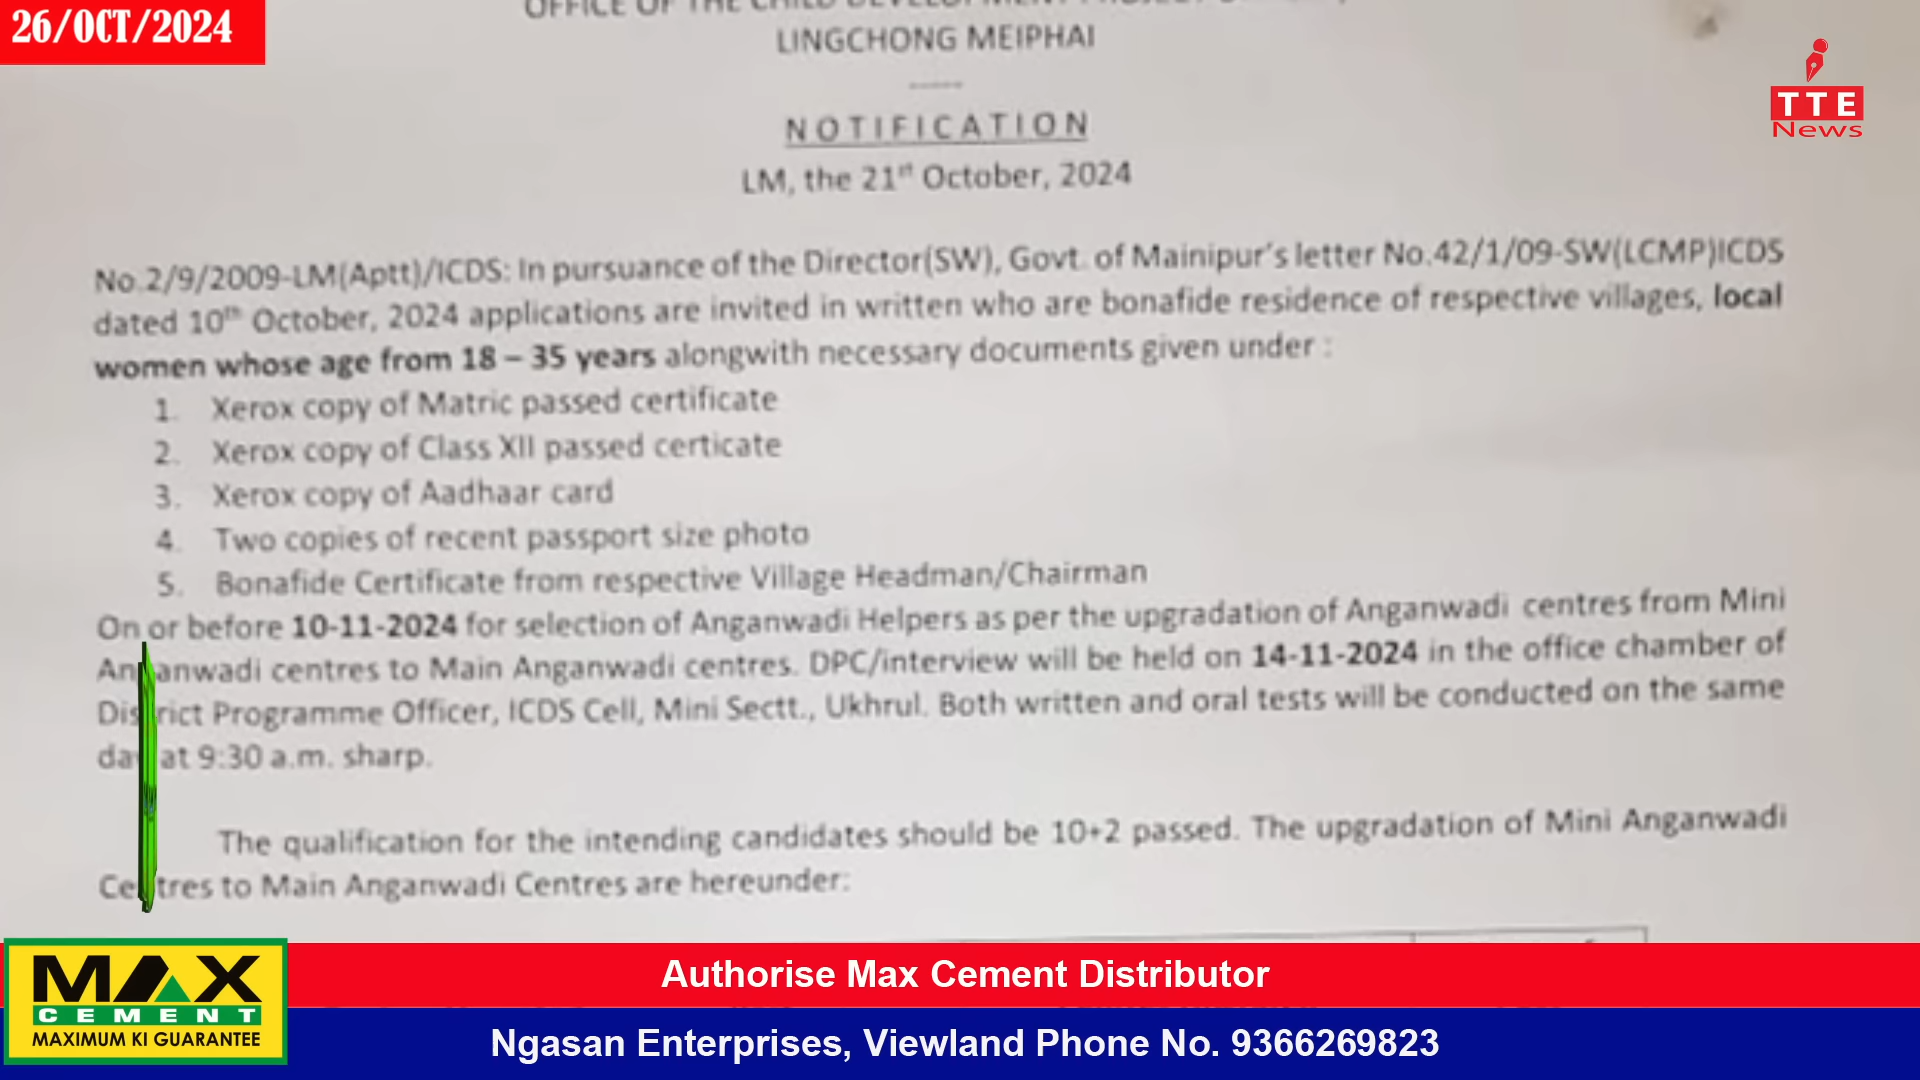 26/OCT/2024
OFFICE OF THE CHILD DEVELOPMENT PROJECT
LINGCHONG MEIPHAI
-----
NOTIFICATION
LM, the 21st October, 2024
TTE
News
No.2/9/2009-LM(Aptt)/ICDS: In pursuance of the Director(SW), Govt. of Mainipur's letter No.42/1/09-SW(LCMP)ICDS
dated 10th October, 2024 applications are invited in written who are bonafide residence of respective villages, local
women whose age from 18 – 35 years alongwith necessary documents given under :
1. Xerox copy of Matric passed certificate
2. Xerox copy of Class XII passed certicate
3. Xerox copy of Aadhaar card
4. Two copies of recent passport size photo
5. Bonafide Certificate from respective Village Headman/Chairman
On or before 10-11-2024 for selection of Anganwadi Helpers as per the upgradation of Anganwadi centres from Mini
Anganwadi centres to Main Anganwadi centres. DPC/interview will be held on 14-11-2024 in the office chamber of
District Programme Officer, ICDS Cell, Mini Sectt., Ukhrul. Both written and oral tests will be conducted on the same
day at 9:30 a.m. sharp.
The qualification for the intending candidates should be 10+2 passed. The upgradation of Mini Anganwadi
Centres to Main Anganwadi Centres are hereunder:
MAX
CEMENT
MAXIMUM KI GUARANTEE
Authorise Max Cement Distributor
Ngasan Enterprises, Viewland Phone No. 9366269823